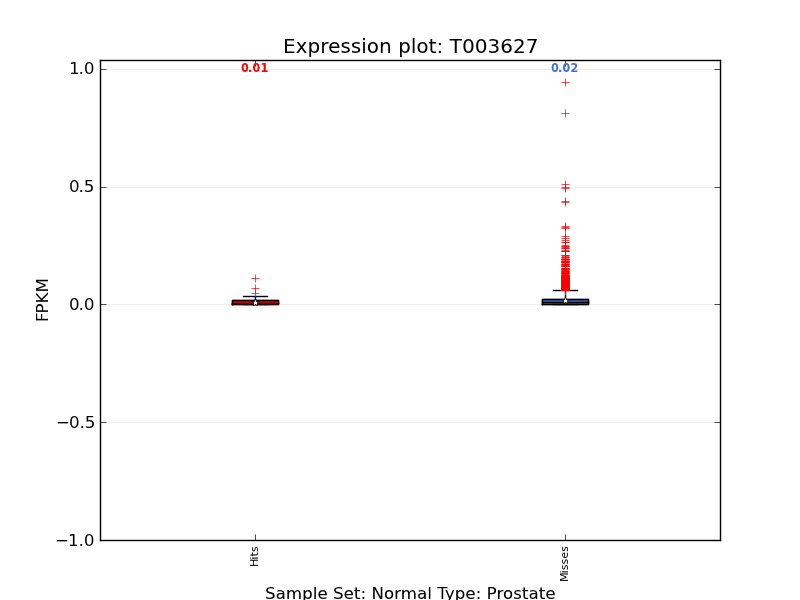 Expression plot: T003627
1.0
0.01
0.02
0.5
0.0
−0.5
−1.0
FPKM
Hits
Misses
Sample Set: Normal Type: Prostate